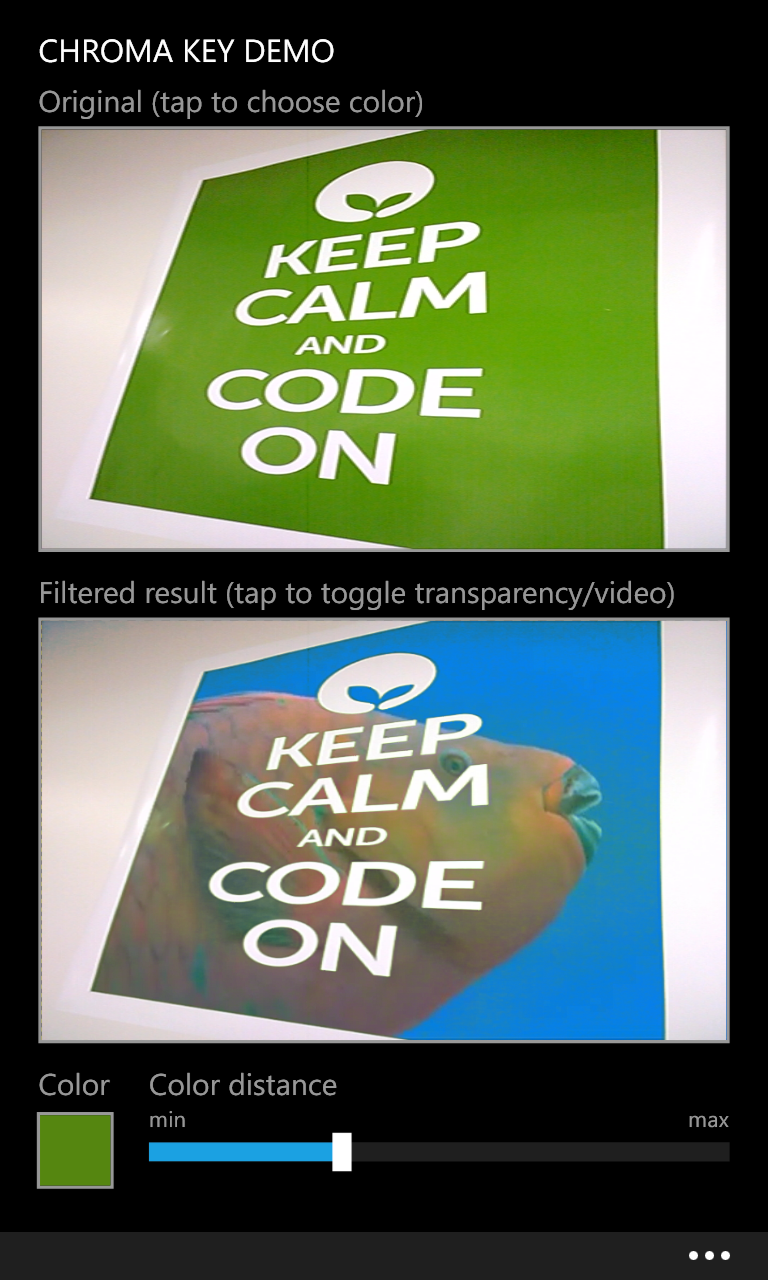 CHROMA KEY DEMO
Original (tap to choose color)
KEEP
CALM
AND
CODE
ON
Filtered result (tap to toggle transparency/video)
KEEP
CALM
AND
CODE
ON
Color
Color distance
min
max